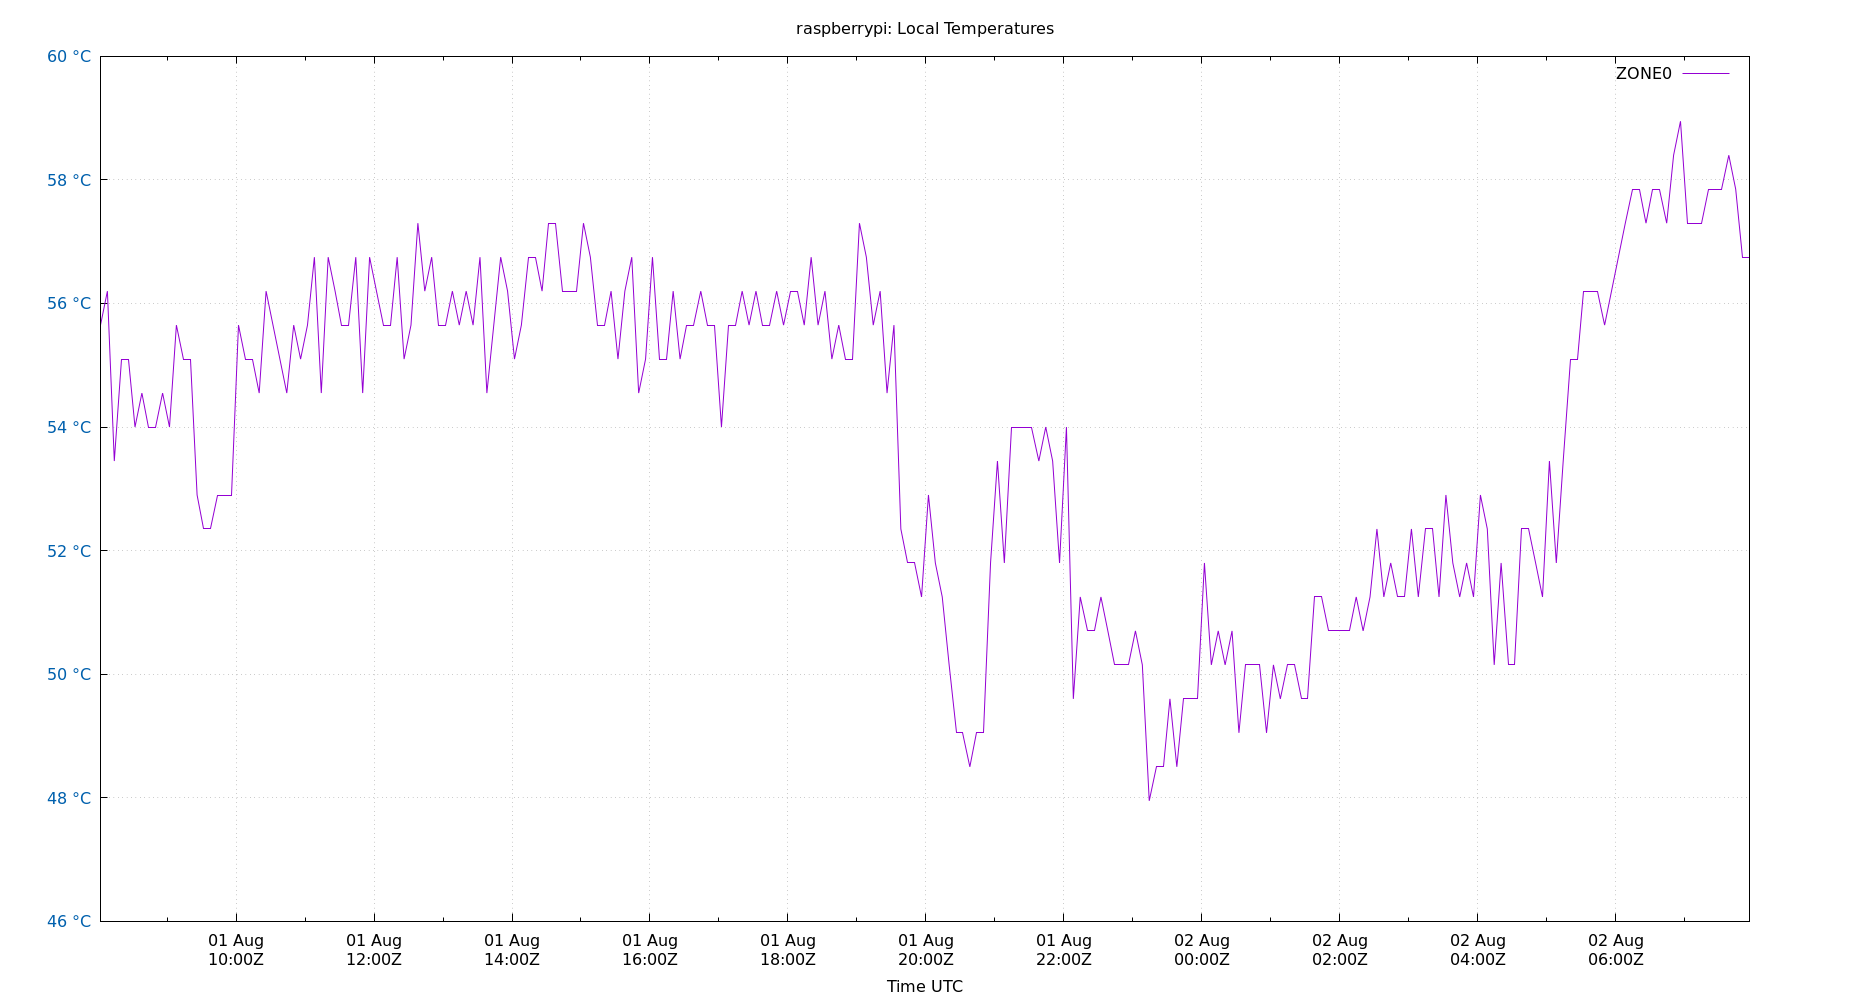 raspberrypi: Local Temperatures
60 °C
ZONE0
58 °C
56 °C
54 °C
52 °C
50 °C
48 °C
46 °C
01 Aug 01 Aug 01 Aug 01 Aug 01 Aug 01 Aug 01 Aug 02 Aug 02 Aug 02 Aug 02 Aug
10:00Z 12:00Z 14:00Z 16:00Z 18:00Z 20:00Z 22:00Z 00:00Z 02:00Z 04:00Z 06:00Z
Time UTC